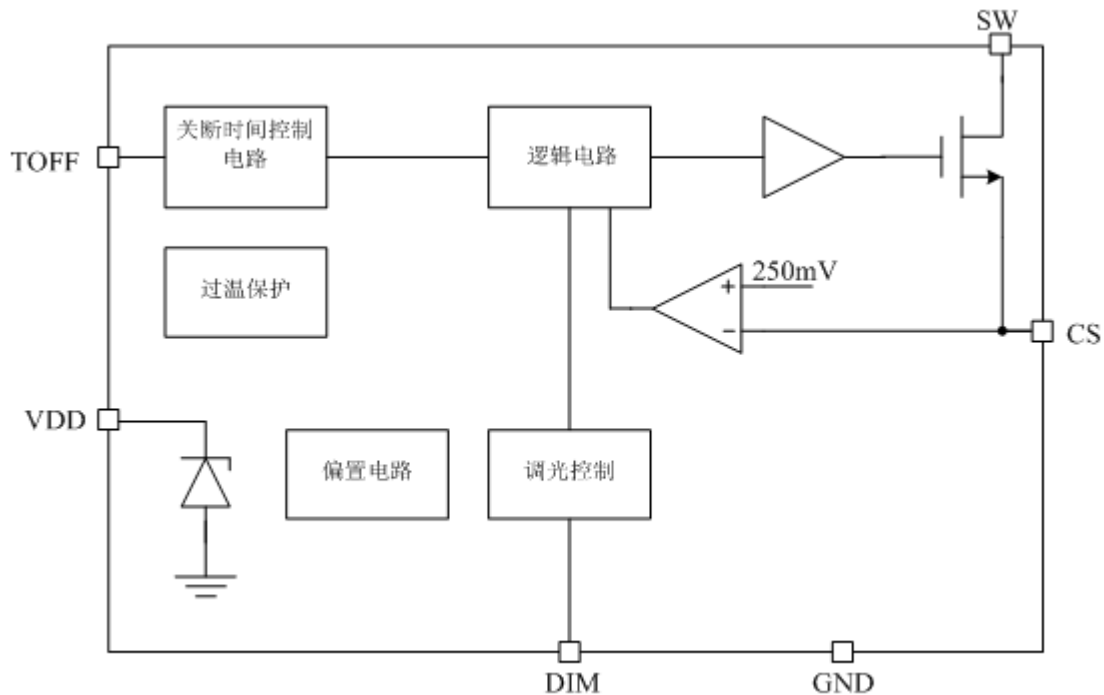 SW
TOFF
关断时间控制
电路
逻辑电路
过温保护
250mV
+
−
CS
VDD
偏置电路
调光控制
DIM
GND